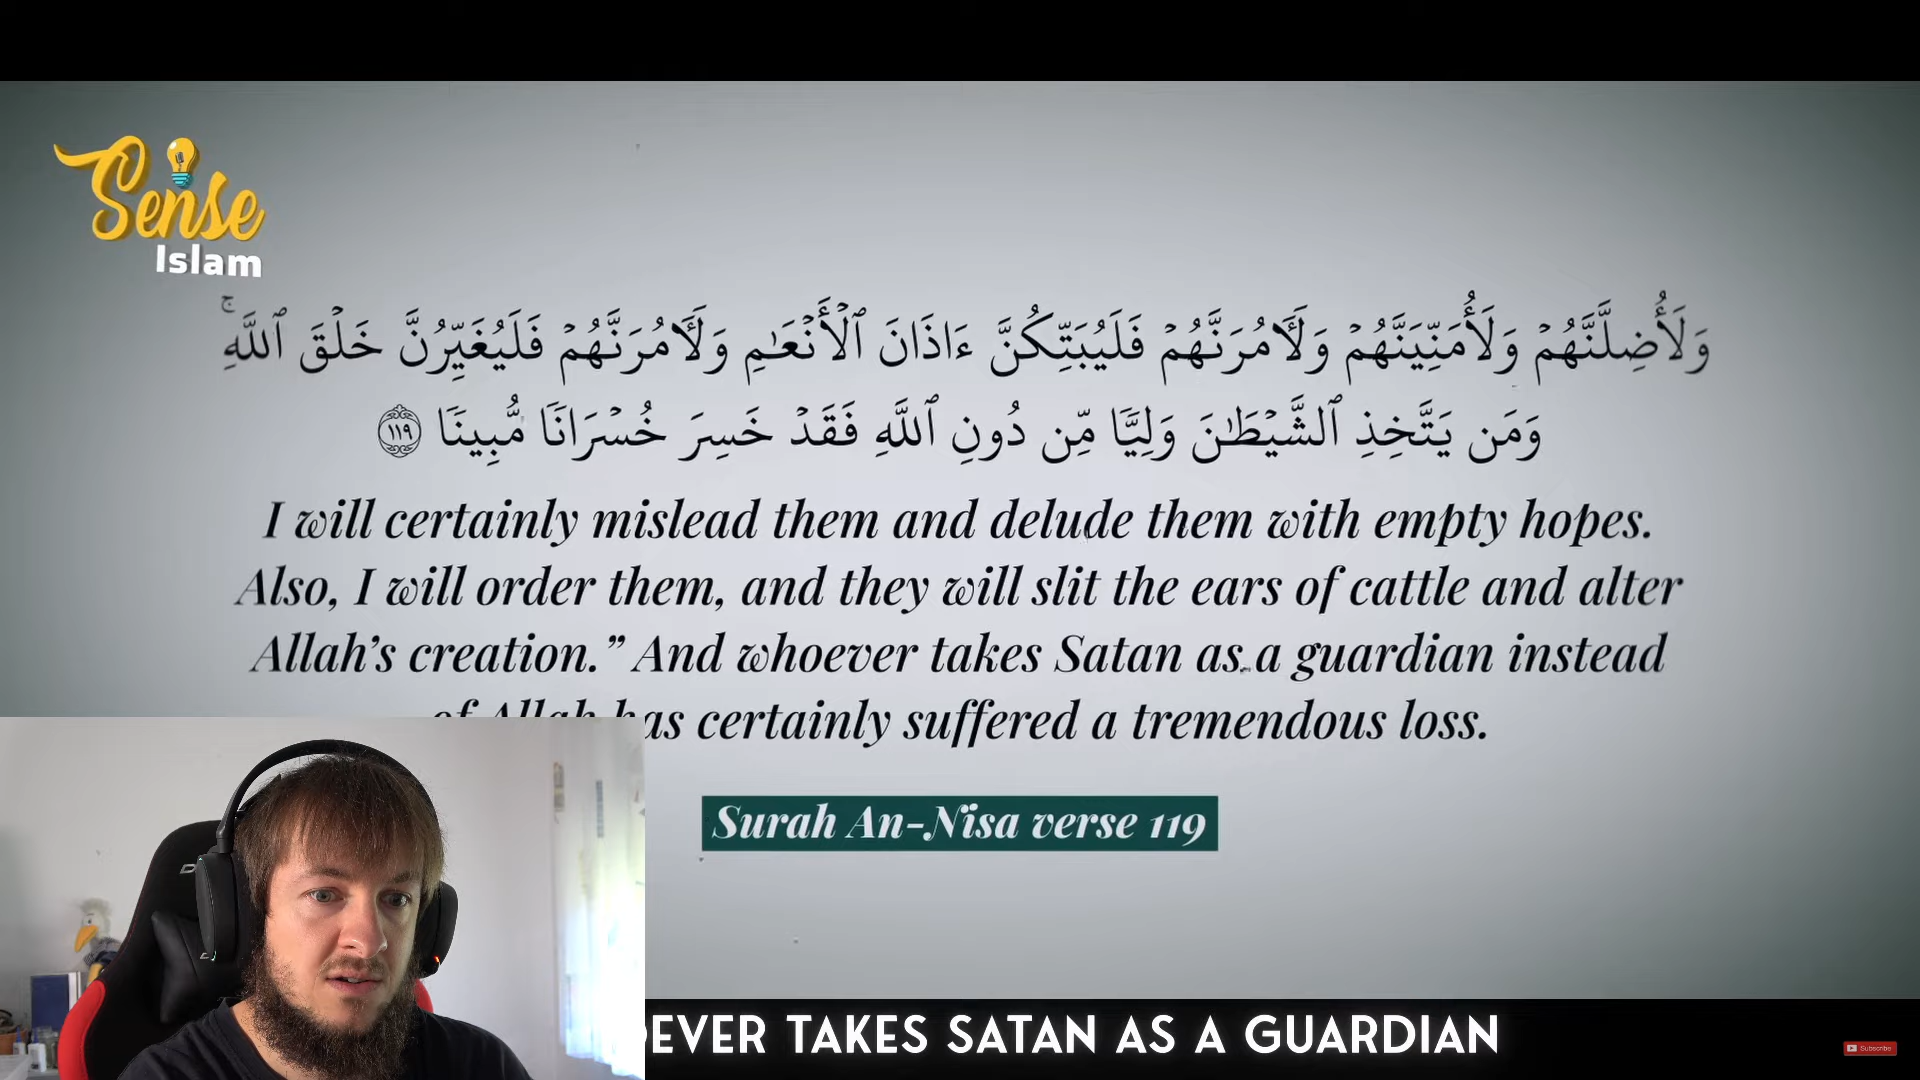 Sense
Islam
وَلَأُضِلَّنَّهُمۡ وَلَأُمَنِّيَنَّهُمۡ وَلَأٓمُرَنَّهُمۡ فَلَيُبَتِّكُنَّ ءَاذَانَ ٱلۡأَنۡعَٰمِ وَلَأٓمُرَنَّهُمۡ فَلَيُغَيِّرُنَّ خَلۡقَ ٱللَّهِۚ
وَمَن يَتَّخِذِ ٱلشَّيۡطَٰنَ وَلِيّٗا مِّن دُونِ ٱللَّهِ فَقَدۡ خَسِرَ خُسۡرَانٗا مُّبِينٗا ١١٩
I will certainly mislead them and delude them with empty hopes.
Also, I will order them, and they will slit the ears of cattle and alter
Allah’s creation.” And whoever takes Satan as a guardian instead
of Allah has certainly suffered a tremendous loss.
Surah An-Nisa verse 119
EVER TAKES SATAN AS A GUARDIAN
Subscribe